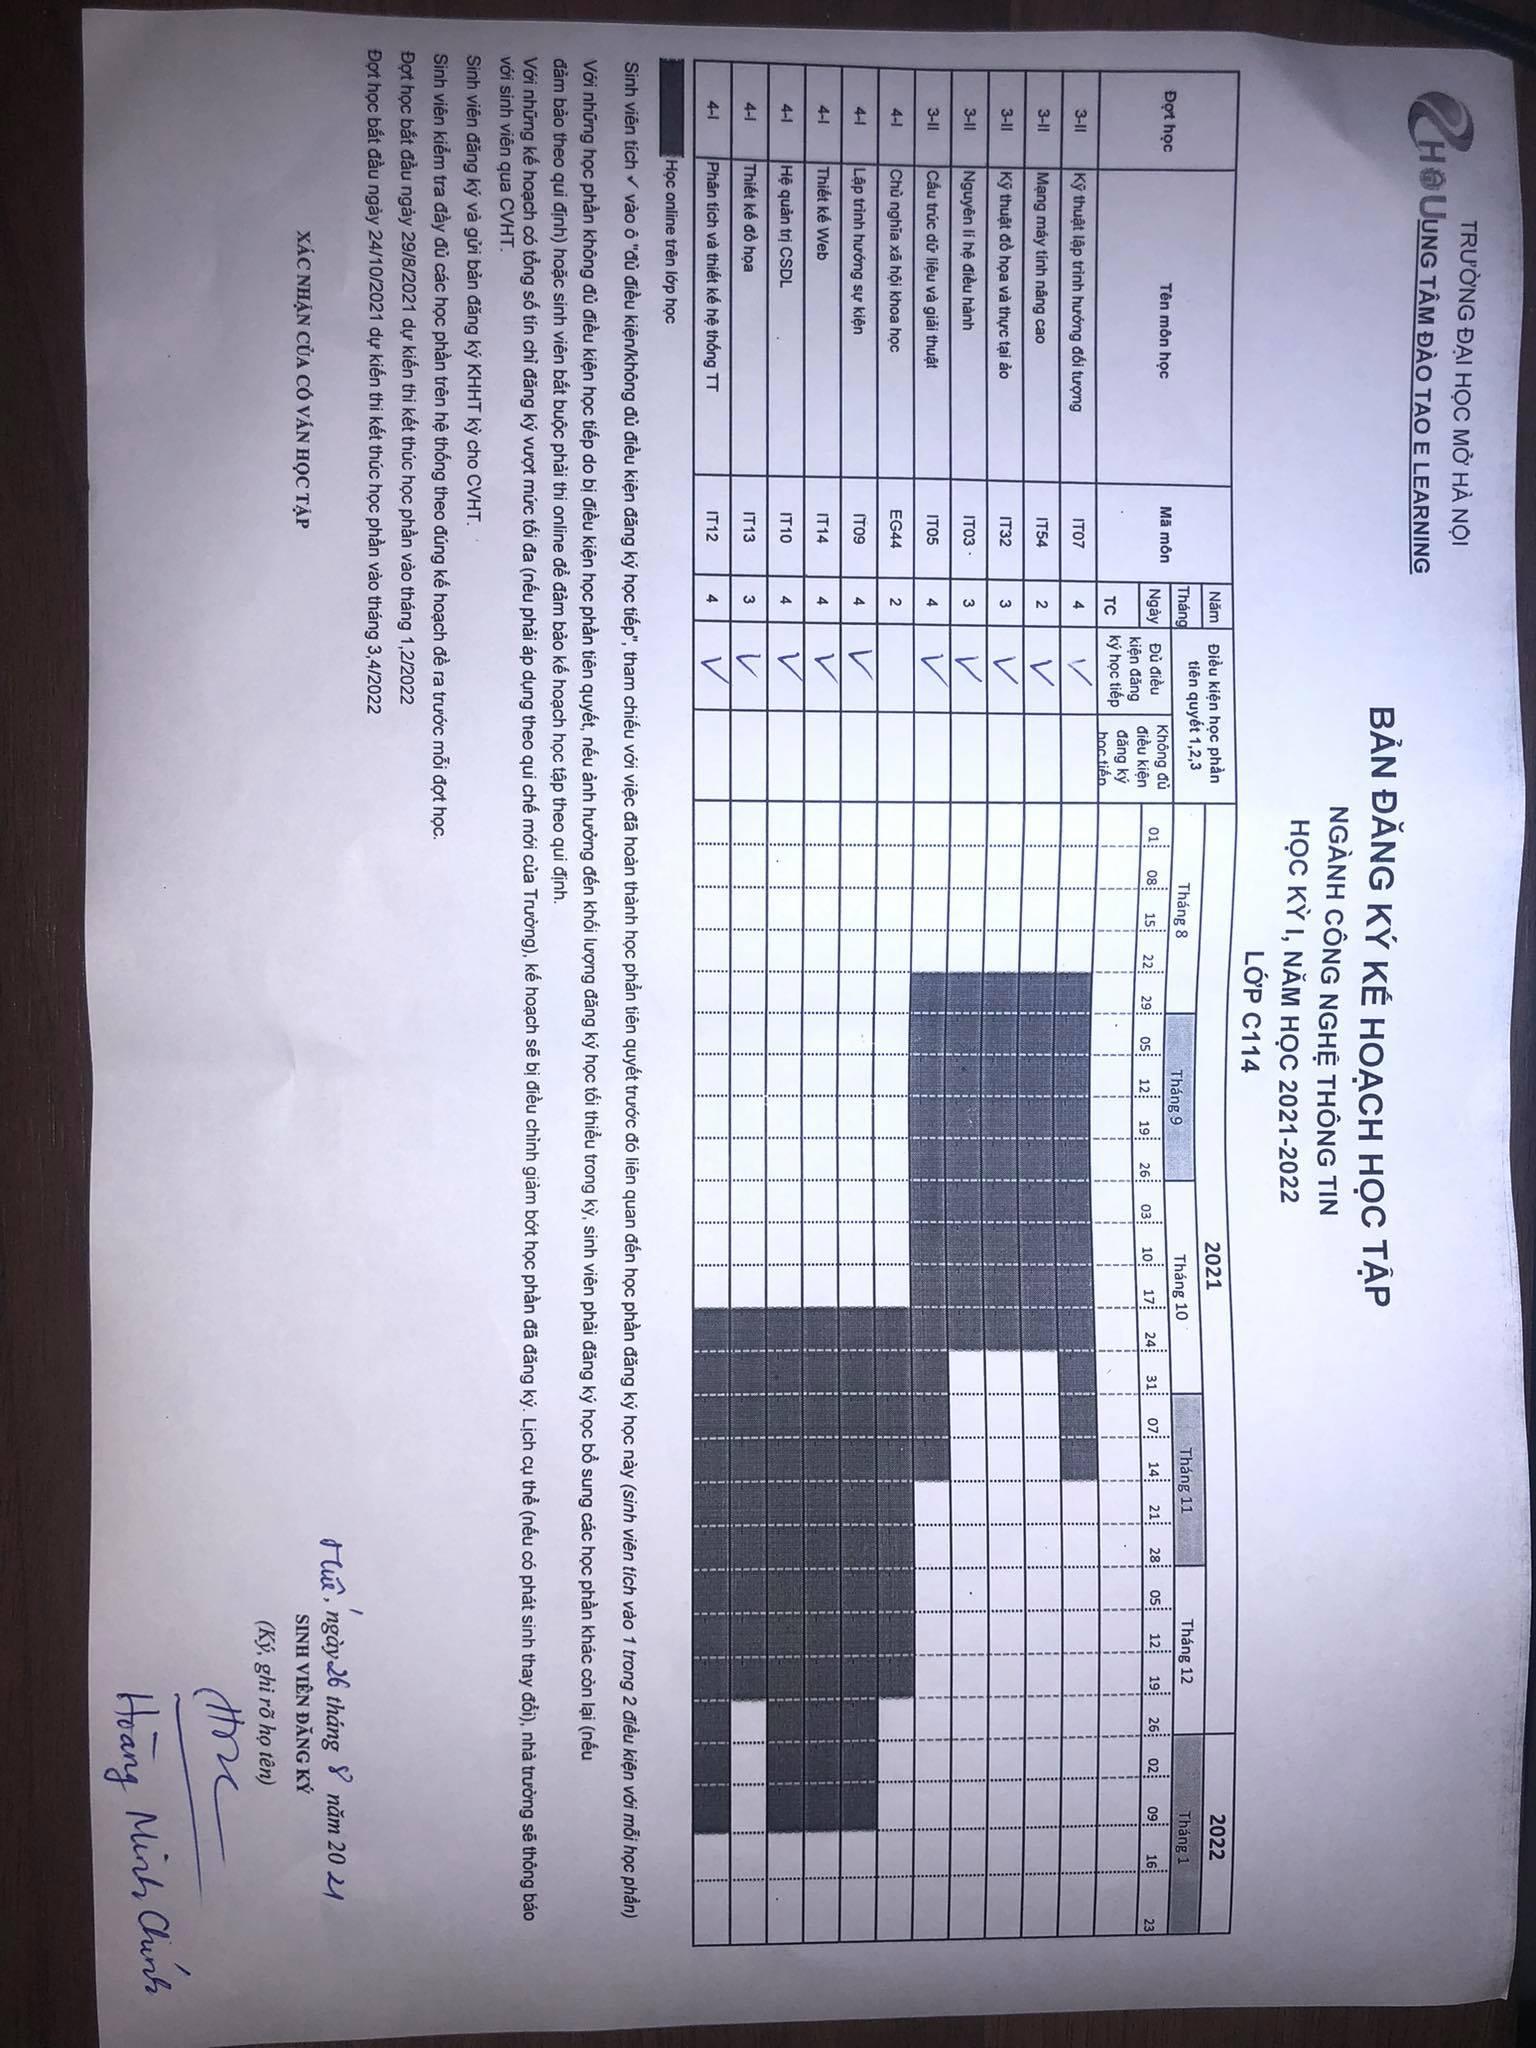 TRƯỜNG ĐẠI HỌC MỞ HÀ NỘI
HOU UNG TÂM ĐÀO TẠO E LEARNING
BẢN ĐĂNG KÝ KẾ HOẠCH HỌC TẬP
NGÀNH CÔNG NGHỆ THÔNG TIN
HỌC KỲ I, NĂM HỌC 2021-2022
LỚP C114
Đợt học Tên môn học Mã môn Năm Điều kiện học phần tiên quyết 1,2,3 2021 2022
Tháng Tháng 8 Tháng 9 Tháng 10 Tháng 11 Tháng 12 Tháng 1
Ngày Đủ điều kiện đăng ký học tiếp Không đủ điều kiện đăng ký học tiếp 01 08 15 22 29 05 12 19 26 03 10 17 24 31 07 14 21 28 05 12 19 26 02 09 16 23
TC
3-II Kỹ thuật lập trình hướng đối tượng IT07 4 ✓
3-II Mạng máy tính nâng cao IT54 2 ✓
3-II Kỹ thuật đồ họa và thực tại ảo IT32 3 ✓
3-II Nguyên lí hệ điều hành IT03 3 ✓
3-II Cấu trúc dữ liệu và giải thuật IT05 4 ✓
4-I Chủ nghĩa xã hội khoa học EG44 2
4-I Lập trình hướng sự kiện IT09 4 ✓
4-I Thiết kế Web IT14 4 ✓
4-I Hệ quản trị CSDL IT10 4 ✓
4-I Thiết kế đồ họa IT13 3 ✓
4-I Phân tích và thiết kế hệ thống TT IT12 4 ✓
Học online trên lớp học
Sinh viên tích ✓ vào ô "đủ điều kiện/không đủ điều kiện đăng ký học tiếp", tham chiếu với việc đã hoàn thành học phần tiên quyết trước đó liên quan đến học phần đăng ký học này (sinh viên tích vào 1 trong 2 điều kiện với mỗi học phần)
Với những học phần không đủ điều kiện học tiếp do bị điều kiện học phần tiên quyết, nếu ảnh hưởng đến khối lượng đăng ký học tối thiểu trong kỳ, sinh viên phải đăng ký học bổ sung các học phần khác còn lại (nếu
đảm bảo theo qui định) hoặc sinh viên bắt buộc phải thi online để đảm bảo kế hoạch học tập theo qui định.
Với những kế hoạch có tổng số tín chỉ đăng ký vượt mức tối đa (nếu phải áp dụng theo qui chế mới của Trường), kế hoạch sẽ bị điều chỉnh giảm bớt học phần đã đăng ký. Lịch cụ thể (nếu có phát sinh thay đổi), nhà trường sẽ thông báo
với sinh viên qua CVHT.
Sinh viên đăng ký và gửi bản đăng ký KHHT kỳ cho CVHT.
Sinh viên kiểm tra đầy đủ các học phần trên hệ thống theo đúng kế hoạch đề ra trước mỗi đợt học.
Đợt học bắt đầu ngày 29/8/2021 dự kiến thi kết thúc học phần vào tháng 1,2/2022
Đợt học bắt đầu ngày 24/10/2021 dự kiến thi kết thúc học phần vào tháng 3,4/2022
Huế, ngày 26 tháng 8 năm 2021
XÁC NHẬN CỦA CỐ VẤN HỌC TẬP SINH VIÊN ĐĂNG KÝ
(Ký, ghi rõ họ tên)
Hoàng Minh Chính